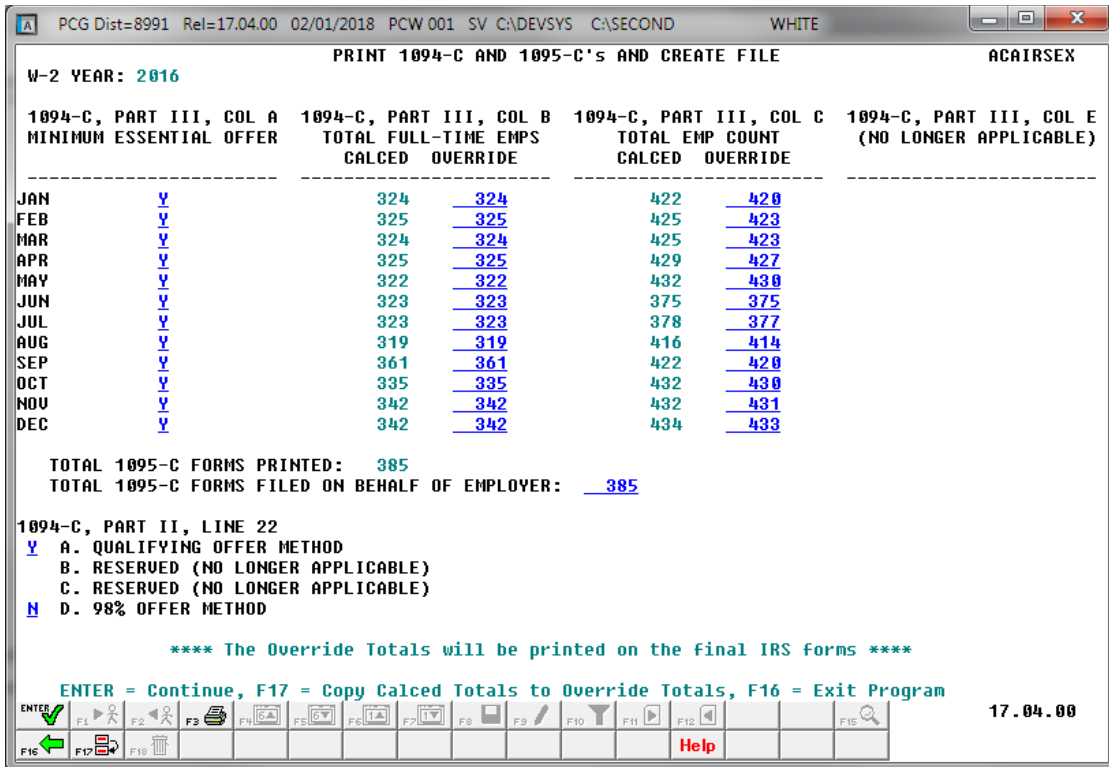 PCG Dist=8991 Rel=17.04.00 02/01/2018 PCW 001 SV C:\DEVSYS C:\SECOND WHITE
PRINT 1094-C AND 1095-C's AND CREATE FILE ACAIRSEX
W-2 YEAR: 2016
1094-C, PART III, COL A 1094-C, PART III, COL B 1094-C, PART III, COL C 1094-C, PART III, COL E
MINIMUM ESSENTIAL OFFER TOTAL FULL-TIME EMPS TOTAL EMP COUNT (NO LONGER APPLICABLE)
CALCED OVERRIDE CALCED OVERRIDE
----------------------- ----------------------- ----------------------- -----------------------
JAN Y 324 324 422 420
FEB Y 325 325 425 423
MAR Y 324 324 425 423
APR Y 325 325 429 427
MAY Y 322 322 432 430
JUN Y 323 323 375 375
JUL Y 323 323 378 377
AUG Y 319 319 416 414
SEP Y 361 361 422 420
OCT Y 335 335 432 430
NOV Y 342 342 432 431
DEC Y 342 342 434 433
TOTAL 1095-C FORMS PRINTED: 385
TOTAL 1095-C FORMS FILED ON BEHALF OF EMPLOYER: 385
1094-C, PART II, LINE 22
Y A. QUALIFYING OFFER METHOD
B. RESERVED (NO LONGER APPLICABLE)
C. RESERVED (NO LONGER APPLICABLE)
N D. 98% OFFER METHOD
**** The Override Totals will be printed on the final IRS forms ****
ENTER = Continue, F17 = Copy Calced Totals to Override Totals, F16 = Exit Program
ENTER F1 F2 F3 F4 F5 F6 F7 F8 F9 F10 F11 F12 F15 17.04.00
F16 F17 F18 Help